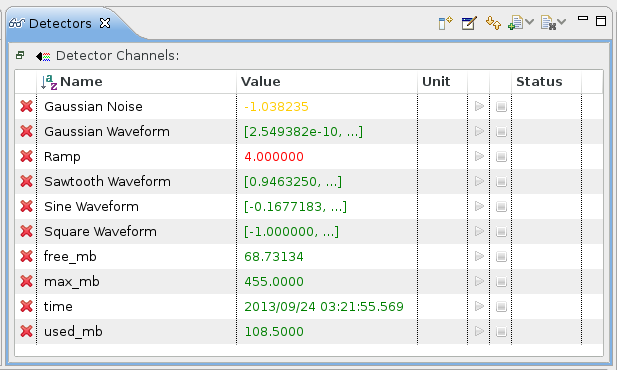 Detectors
Detector Channels:
Name Value Unit Status
Gaussian Noise -1.038235
Gaussian Waveform [2.549382e-10, ...]
Ramp 4.000000
Sawtooth Waveform [0.9463250, ...]
Sine Waveform [-0.1677183, ...]
Square Waveform [-1.000000, ...]
free_mb 68.73134
max_mb 455.0000
time 2013/09/24 03:21:55.569
used_mb 108.5000